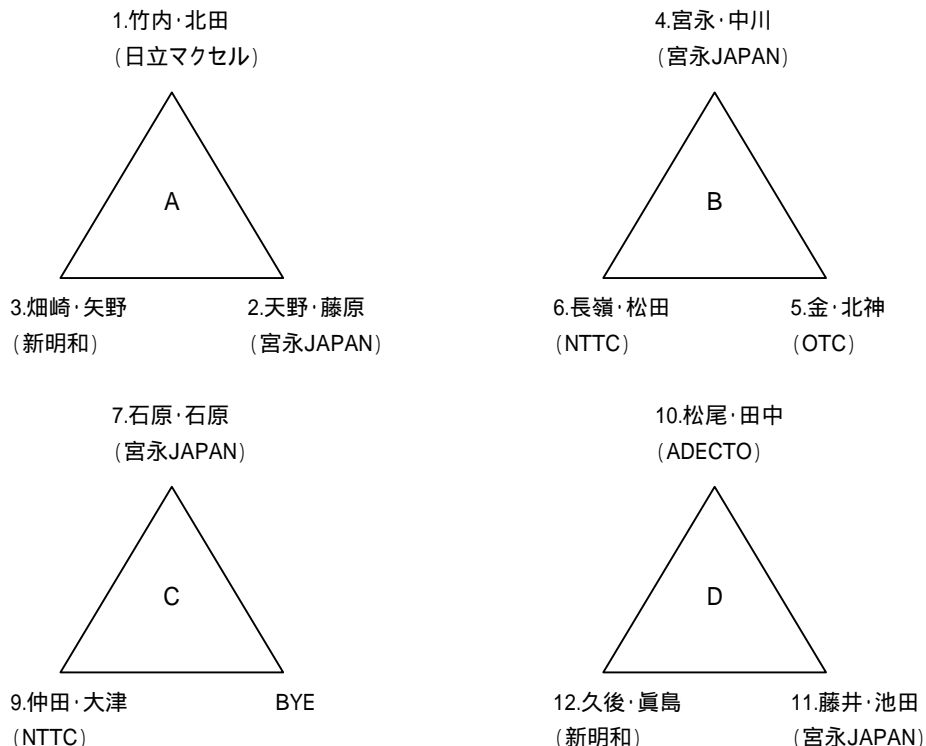 1.竹内・北田
(日立マクセル)
A
3.畑崎・矢野
(新明和)
2.天野・藤原
(宮永JAPAN)
4.宮永・中川
(宮永JAPAN)
B
6.長嶺・松田
(NTTC)
5.金・北神
(OTC)
7.石原・石原
(宮永JAPAN)
C
9.仲田・大津
(NTTC)
BYE
10.松尾・田中
(ADECTO)
D
12.久後・眞島
(新明和)
11.藤井・池田
(宮永JAPAN)